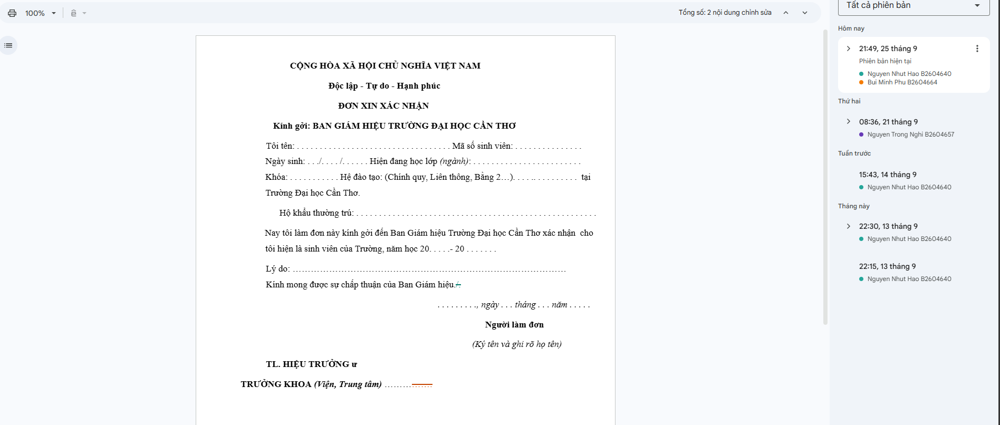 100%
ê
Tổng số: 2 nội dung chỉnh sửa
CỘNG HÒA XÃ HỘI CHỦ NGHĨA VIỆT NAM
Độc lập - Tự do - Hạnh phúc
ĐƠN XIN XÁC NHẬN
Kính gởi: BAN GIÁM HIỆU TRƯỜNG ĐẠI HỌC CẦN THƠ
Tôi tên: . . . . . . . . . . . . . . . . . . . . . . . . . . . . . . . . . . Mã số sinh viên: . . . . . . . . . . . . . . .
Ngày sinh: . . ./. . . . /. . . . . . Hiện đang học lớp (ngành): . . . . . . . . . . . . . . . . . . . . . . . .
Khóa: . . . . . . . . . . . Hệ đào tạo: (Chính quy, Liên thông, Bằng 2…). . . . .. . . . . . . . . . tại
Trường Đại học Cần Thơ.
Hộ khẩu thường trú: . . . . . . . . . . . . . . . . . . . . . . . . . . . . . . . . . . . . . . . . . . . . . . . . . . . . .
Nay tôi làm đơn này kính gởi đến Ban Giám hiệu Trường Đại học Cần Thơ xác nhận cho
tôi hiện là sinh viên của Trường, năm học 20. . . . .- 20 . . . . . . .
Lý do: ………………………………………………………………………………
Kính mong được sự chấp thuận của Ban Giám hiệu./.
. . . . . . . . ., ngày . . . tháng . . . năm . . . . .
Người làm đơn
(Ký tên và ghi rõ họ tên)
TL. HIỆU TRƯỞNG ư
TRƯỞNG KHOA (Viện, Trung tâm) …………….
Tất cả phiên bản
Hôm nay
21:49, 25 tháng 9
Phiên bản hiện tại
Nguyen Nhut Hao B2604640
Bui Minh Phu B2604664
Thứ hai
08:36, 21 tháng 9
Nguyen Trong Nghi B2604657
Tuần trước
15:43, 14 tháng 9
Nguyen Nhut Hao B2604640
Tháng này
22:30, 13 tháng 9
Nguyen Nhut Hao B2604640
22:15, 13 tháng 9
Nguyen Nhut Hao B2604640